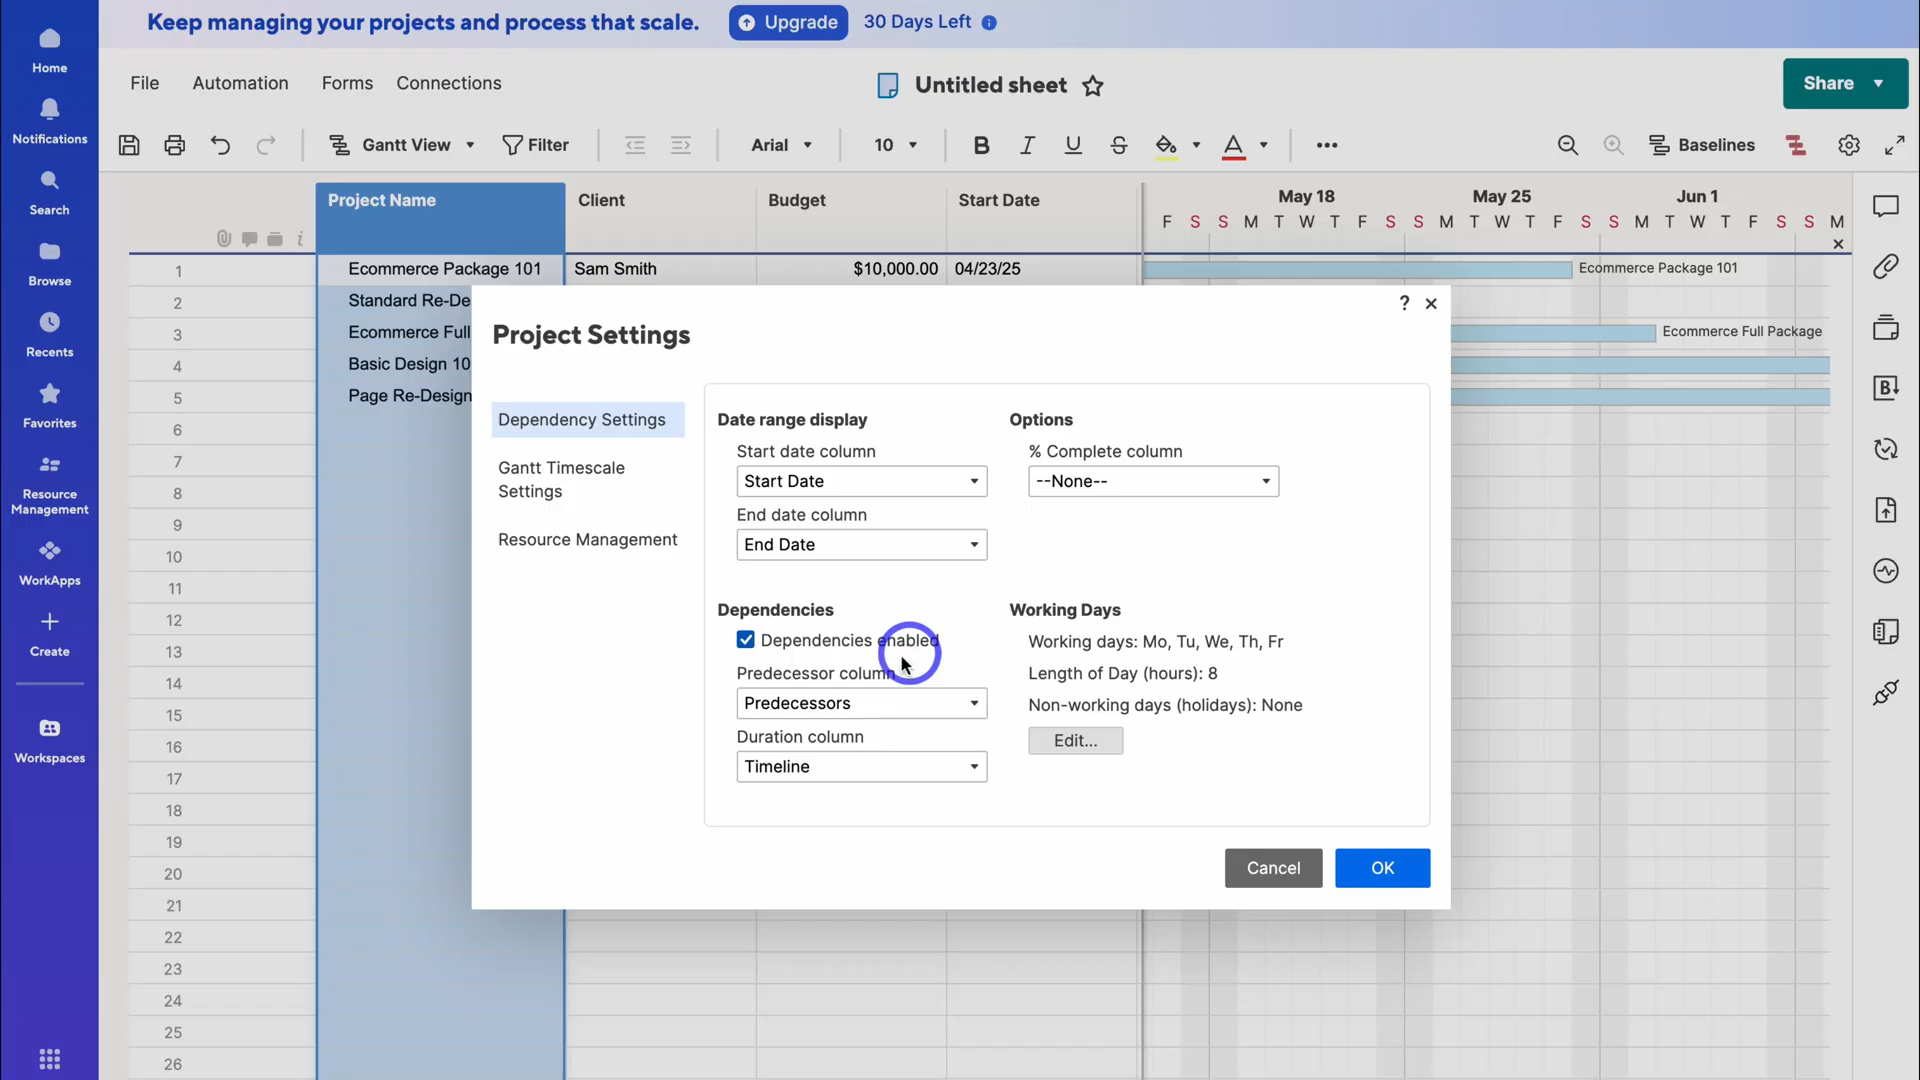 Keep managing your projects and process that scale.
Upgrade
30 Days Left
Home
Notifications
Search
Browse
Recents
Favorites
Resource
Management
WorkApps
Create
Workspaces
File
Automation
Forms
Connections
Untitled sheet
Share
Gantt View
Filter
Arial
10
B
I
U
S
A
Baselines
Project Name
Client
Budget
Start Date
May 18
May 25
Jun 1
F S S M T W T F S S M T W T F S S M T W T F S S M
1
Ecommerce Package 101
Sam Smith
$10,000.00
04/23/25
Ecommerce Package 101
2
Standard Re-De
3
Ecommerce Full
Ecommerce Full Package
4
Basic Design 10
5
Page Re-Design
6
7
8
9
10
11
12
13
14
15
16
17
18
19
20
21
22
23
24
25
26
?
Project Settings
Dependency Settings
Gantt Timescale
Settings
Resource Management
Date range display
Start date column
Start Date
End date column
End Date
Options
% Complete column
--None--
Dependencies
Dependencies enabled
Predecessor column
Predecessors
Duration column
Timeline
Working Days
Working days: Mo, Tu, We, Th, Fr
Length of Day (hours): 8
Non-working days (holidays): None
Edit...
Cancel
OK